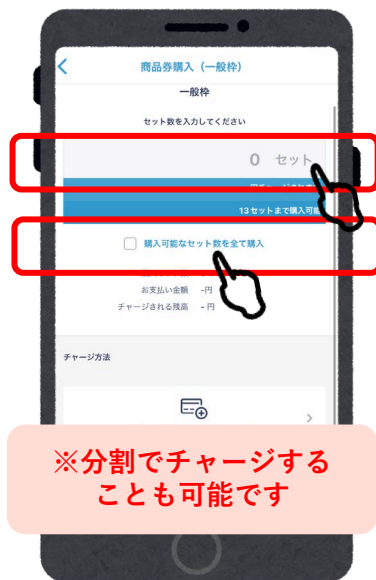 商品券購入（一般枠）
一般枠
セット数を入力してください
0 セット
13セットまで購入可能
購入可能なセット数を全て購入
お支払い金額 -円
チャージされる残高 -円
チャージ方法
※分割でチャージする
ことも可能です